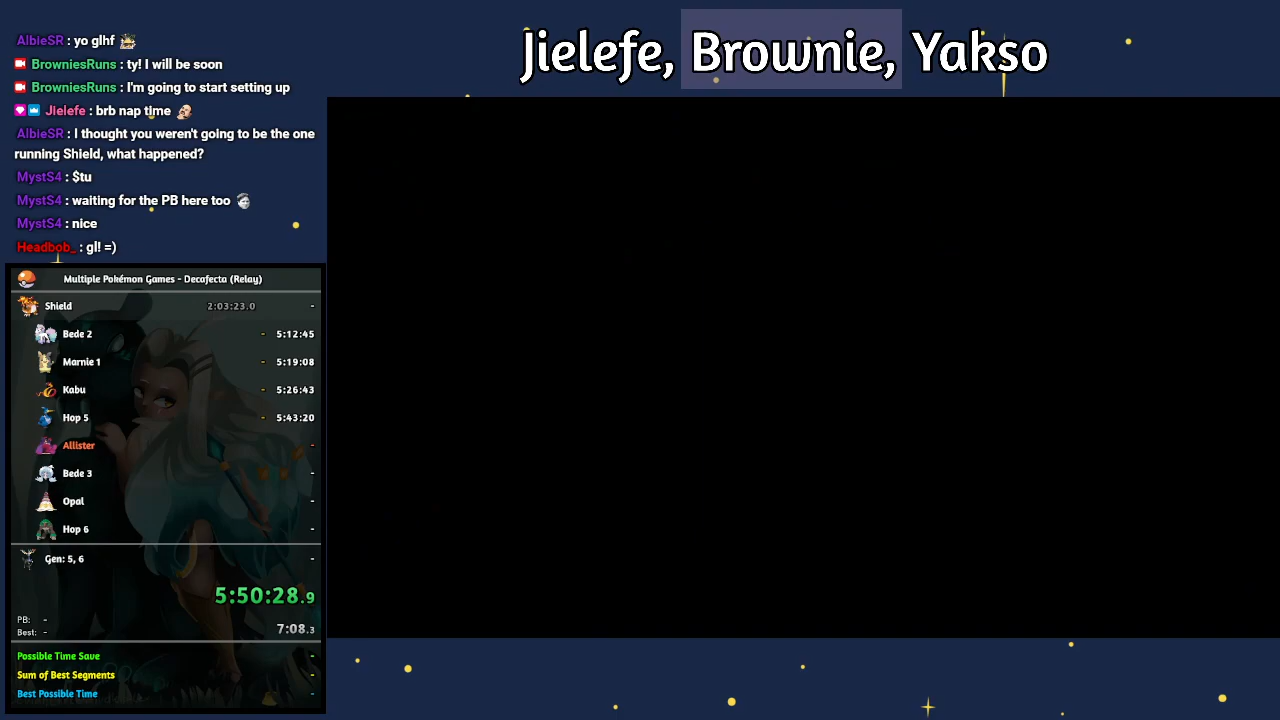 Jielefe, Brownie, Yakso
AlbieSR : yo glhf
BrowniesRuns : ty! I will be soon
BrowniesRuns : I'm going to start setting up
Jlelefe : brb nap time
AlbieSR : I thought you weren't going to be the one
running Shield, what happened?
MystS4 : $tu
MystS4 : waiting for the PB here too
MystS4 : nice
Headbob_ : gl! =)
Multiple Pokémon Games - Decafecta (Relay)
Shield 2:03:23.0 -
Bede 2 - 5:12:45
Marnie 1 - 5:19:08
Kabu - 5:26:43
Hop 5 - 5:43:20
Allister -
Bede 3 -
Opal -
Hop 6 -
Gen: 5, 6 -
5:50:28.9
PB: -
Best: - 7:08.3
Possible Time Save -
Sum of Best Segments -
Best Possible Time -